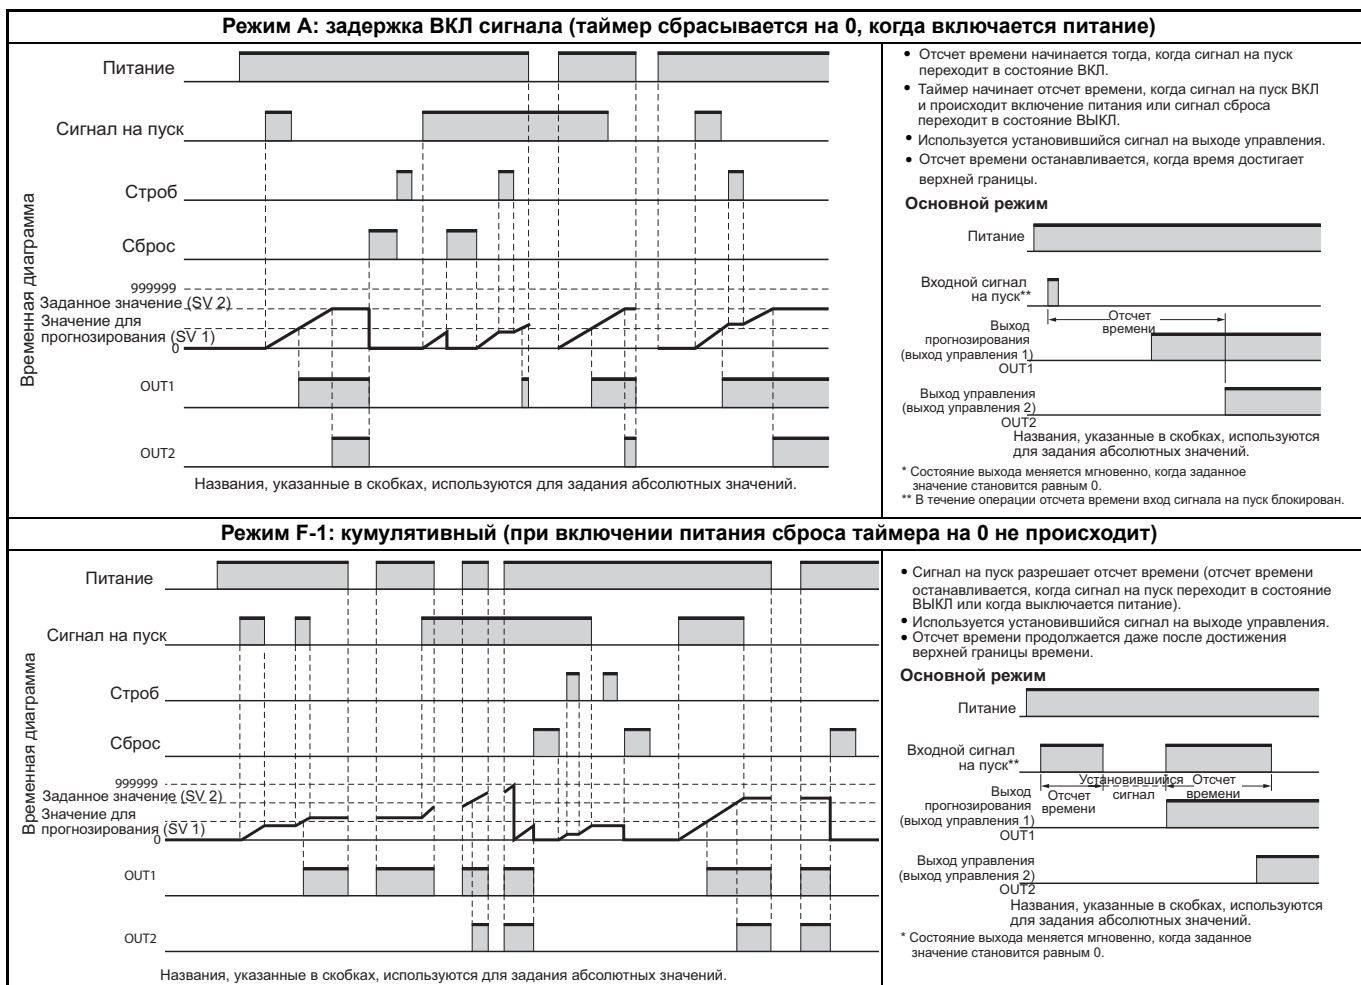 Режим A: задержка ВКЛ сигнала (таймер сбрасывается на 0, когда включается питание)
Временная диаграмма
Питание
Сигнал на пуск
Строб
Сброс
999999
Заданное значение (SV 2)
Значение для
прогнозирования (SV 1)
0
OUT1
OUT2
Названия, указанные в скобках, используются для задания абсолютных значений.
• Отсчет времени начинается тогда, когда сигнал на пуск
переходит в состояние ВКЛ.
• Таймер начинает отсчет времени, когда сигнал на пуск ВКЛ
и происходит включение питания или сигнал сброса
переходит в состояние ВЫКЛ.
• Используется установившийся сигнал на выходе управления.
• Отсчет времени останавливается, когда время достигает
верхней границы.
Основной режим
Питание
Входной сигнал
на пуск**
Отсчет
времени
Выход
прогнозирования
(выход управления 1)
OUT1
Выход управления
(выход управления 2)
OUT2
Названия, указанные в скобках, используются
для задания абсолютных значений.
* Состояние выхода меняется мгновенно, когда заданное
значение становится равным 0.
** В течение операции отсчета времени вход сигнала на пуск блокирован.
Режим F-1: кумулятивный (при включении питания сброса таймера на 0 не происходит)
Временная диаграмма
Питание
Сигнал на пуск
Строб
Сброс
999999
Заданное значение (SV 2)
Значение для
прогнозирования (SV 1)
0
OUT1
OUT2
Названия, указанные в скобках, используются для задания абсолютных значений.
• Сигнал на пуск разрешает отсчет времени (отсчет времени
останавливается, когда сигнал на пуск переходит в состояние
ВЫКЛ или когда выключается питание).
• Используется установившийся сигнал на выходе управления.
• Отсчет времени продолжается даже после достижения
верхней границы времени.
Основной режим
Питание
Входной сигнал
на пуск**
Отсчет
времени
Установившийся
сигнал
Отсчет
времени
Выход
прогнозирования
(выход управления 1)
OUT1
Выход управления
(выход управления 2)
OUT2
Названия, указанные в скобках, используются
для задания абсолютных значений.
* Состояние выхода меняется мгновенно, когда заданное
значение становится равным 0.